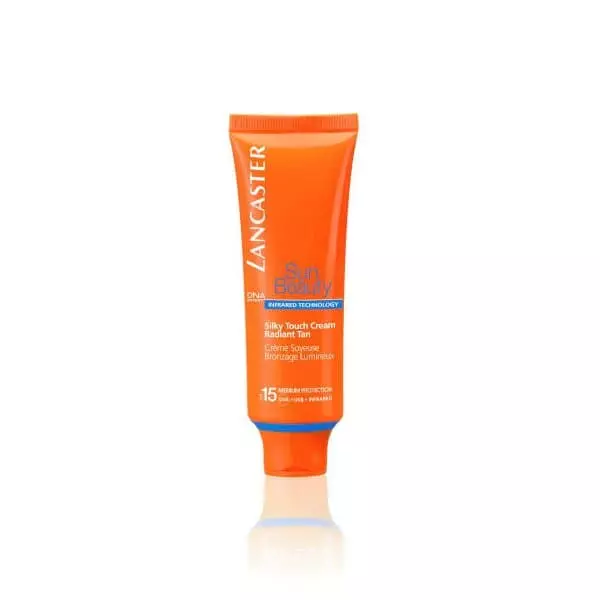 LANCASTER
Sun
Beauty
DNA
INFRARED TECHNOLOGY
Silky Touch Cream
Radiant Tan
Crème Soyeuse
Bronzage Lumineux
15 MEDIUM PROTECTION